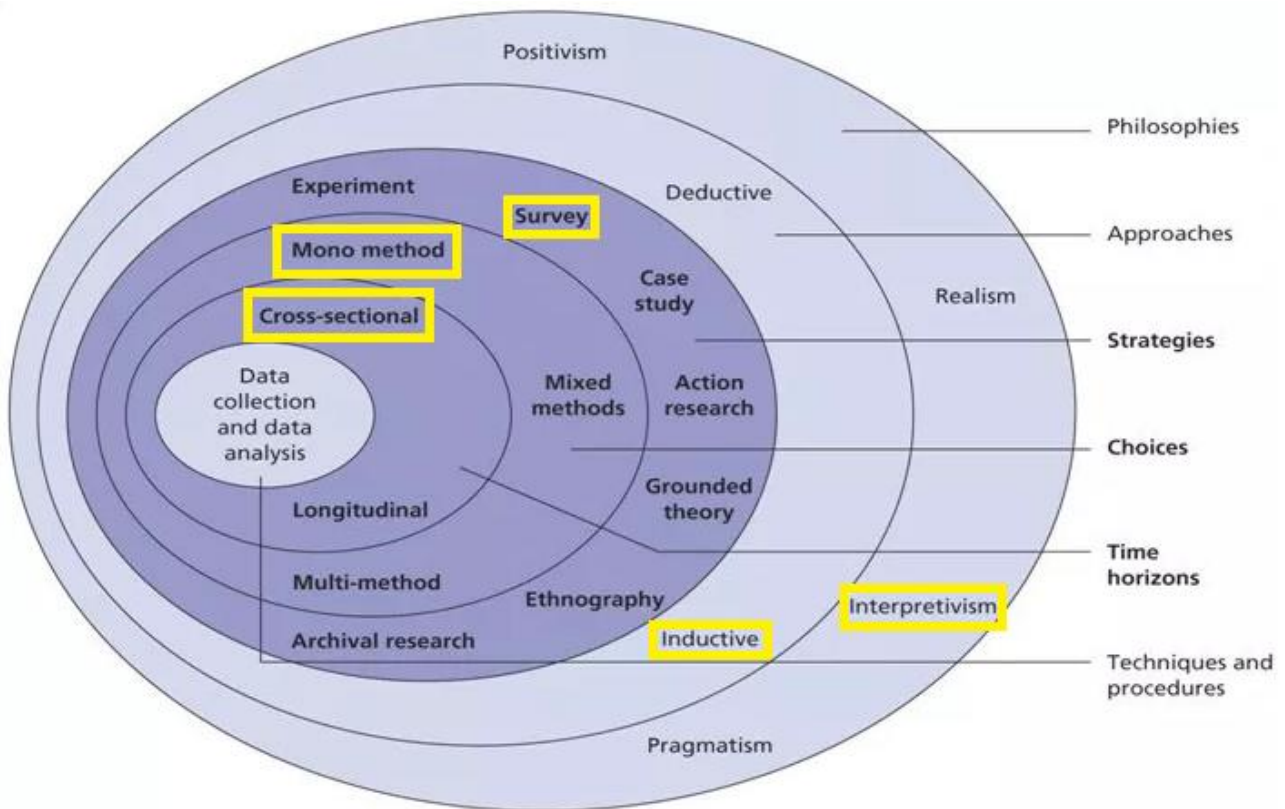 Positivism
Philosophies
Experiment
Deductive
Survey
Approaches
Mono method
Case
study
Realism
Cross-sectional
Strategies
Data
collection
and data
analysis
Mixed
methods
Action
research
Choices
Grounded
theory
Longitudinal
Time
horizons
Multi-method
Ethnography
Interpretivism
Archival research
Inductive
Techniques and
procedures
Pragmatism